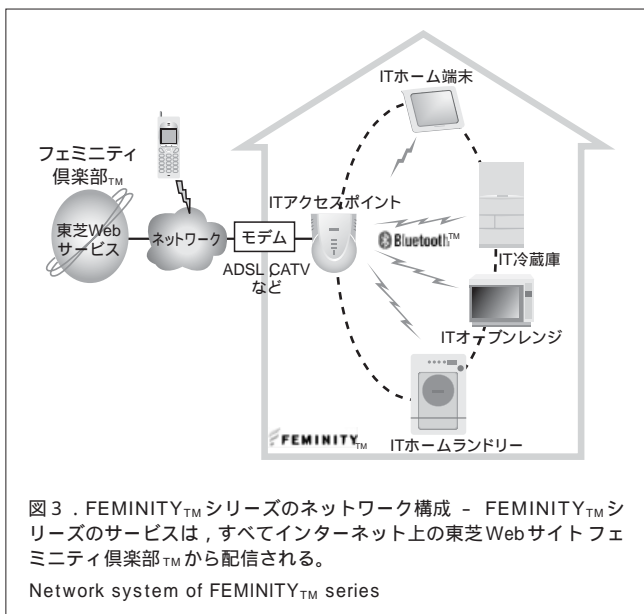 ITホーム端末
フェミニティ
倶楽部TM
ITアクセスポイント
東芝Web
サービス
ネットワーク
モデム
Bluetooth™
ADSL CATV
など
IT冷蔵庫
ITオーブンレンジ
FEMINITY TM
ITホームランドリー
図3．FEMINITYTMシリーズのネットワーク構成 − FEMINITYTMシ
リーズのサービスは，すべてインターネット上の東芝Webサイト フェ
ミニティ倶楽部TMから配信される。
Network system of FEMINITYTM series